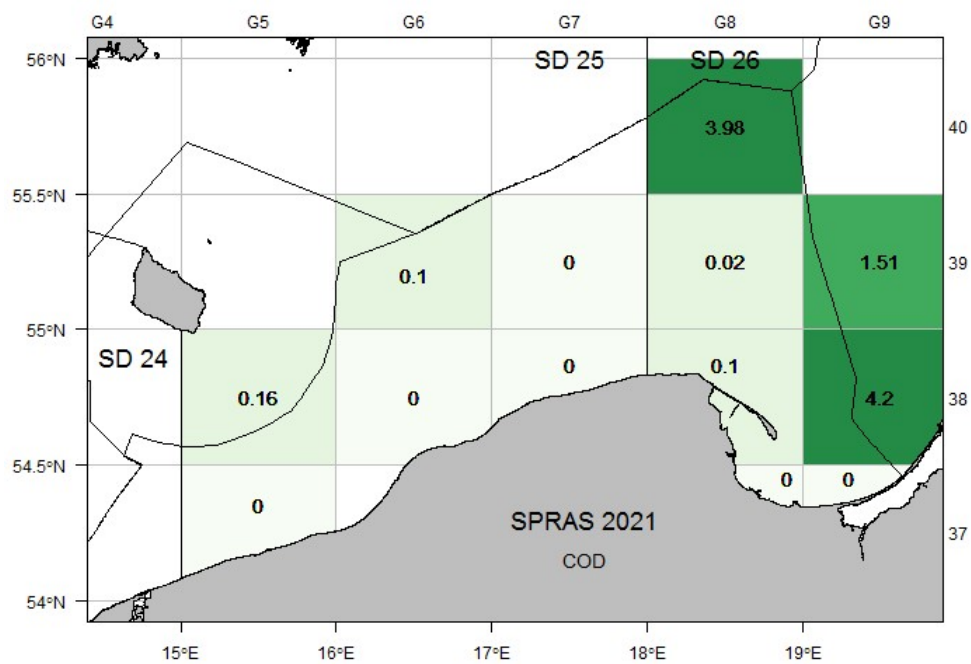 G4 G5 G6 G7 G8 G9
56°N SD 25 SD 26
3.98 40
55.5°N
0.1 0 0.02 1.51 39
55°N
SD 24 0.16 0 0 0.1 4.2 38
54.5°N
0 0 0
SPRAS 2021 37
COD
54°N
15°E 16°E 17°E 18°E 19°E